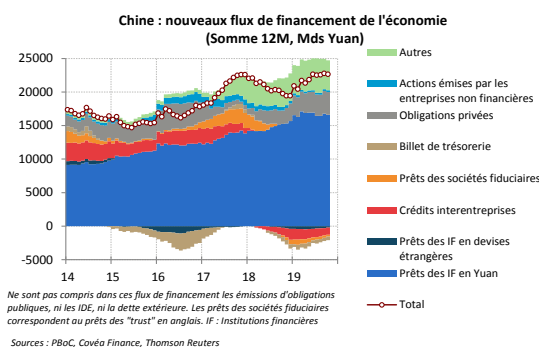 Chine : nouveaux flux de financement de l'économie
(Somme 12M, Mds Yuan)
25000
20000
15000
10000
5000
0
-5000
14
15
16
17
18
19
Autres
Actions émises par les
entreprises non financières
Obligations privées
Billet de trésorerie
Prêts des sociétés fiduciaires
Crédits interentreprises
Prêts des IF en devises
étrangères
Prêts des IF en Yuan
Total
Ne sont pas compris dans ces flux de financement les émissions d'obligations
publiques, ni les IDE, ni la dette extérieure. Les prêts des sociétés fiduciaires
correspondent au prêts des "trust" en anglais. IF : Institutions financières
Sources : PBoC, Covéa Finance, Thomson Reuters